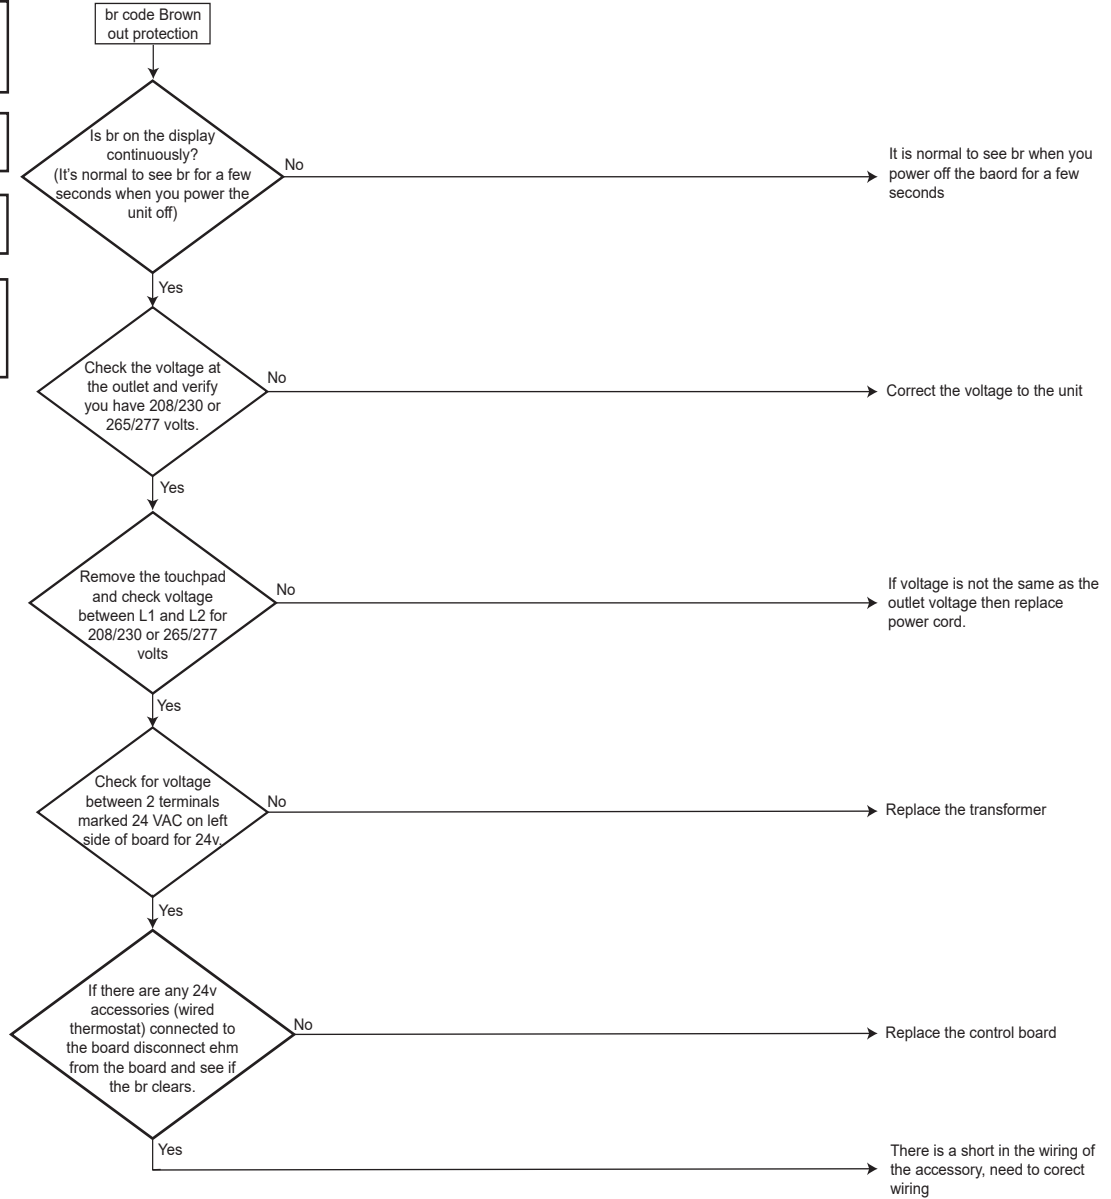 br code Brown
out protection
Is br on the display
continuously?
(It's normal to see br for a few
seconds when you power the
unit off)
No
It is normal to see br when you
power off the baord for a few
seconds
Yes
Check the voltage at
the outlet and verify
you have 208/230 or
265/277 volts.
No
Correct the voltage to the unit
Yes
Remove the touchpad
and check voltage
between L1 and L2 for
208/230 or 265/277
volts
No
If voltage is not the same as the
outlet voltage then replace
power cord.
Yes
Check for voltage
between 2 terminals
marked 24 VAC on left
side of board for 24v.
No
Replace the transformer
Yes
If there are any 24v
accessories (wired
thermostat) connected to
the board disconnect ehm
from the board and see if
the br clears.
No
Replace the control board
Yes
There is a short in the wiring of
the accessory, need to corect
wiring